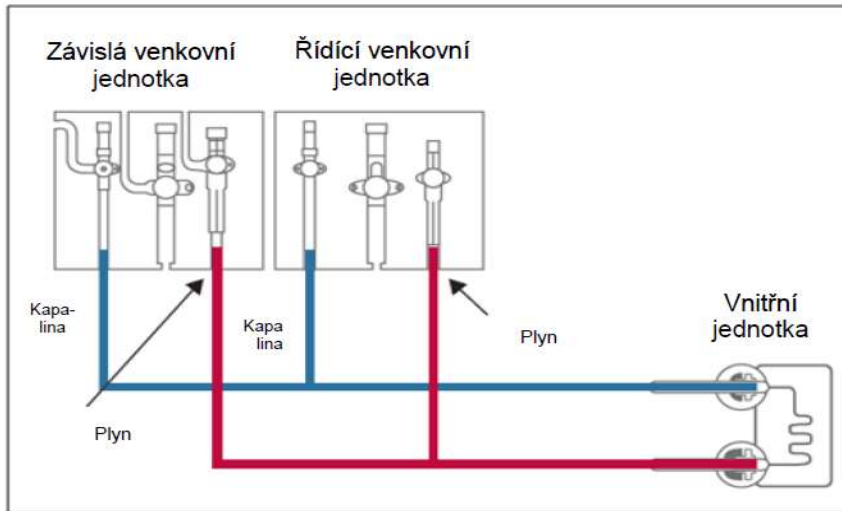 Závislá venkovní
jednotka
Řídící venkovní
jednotka
Kapa-
lina
Kapa
lina
Plyn
Plyn
Vnitřní
jednotka